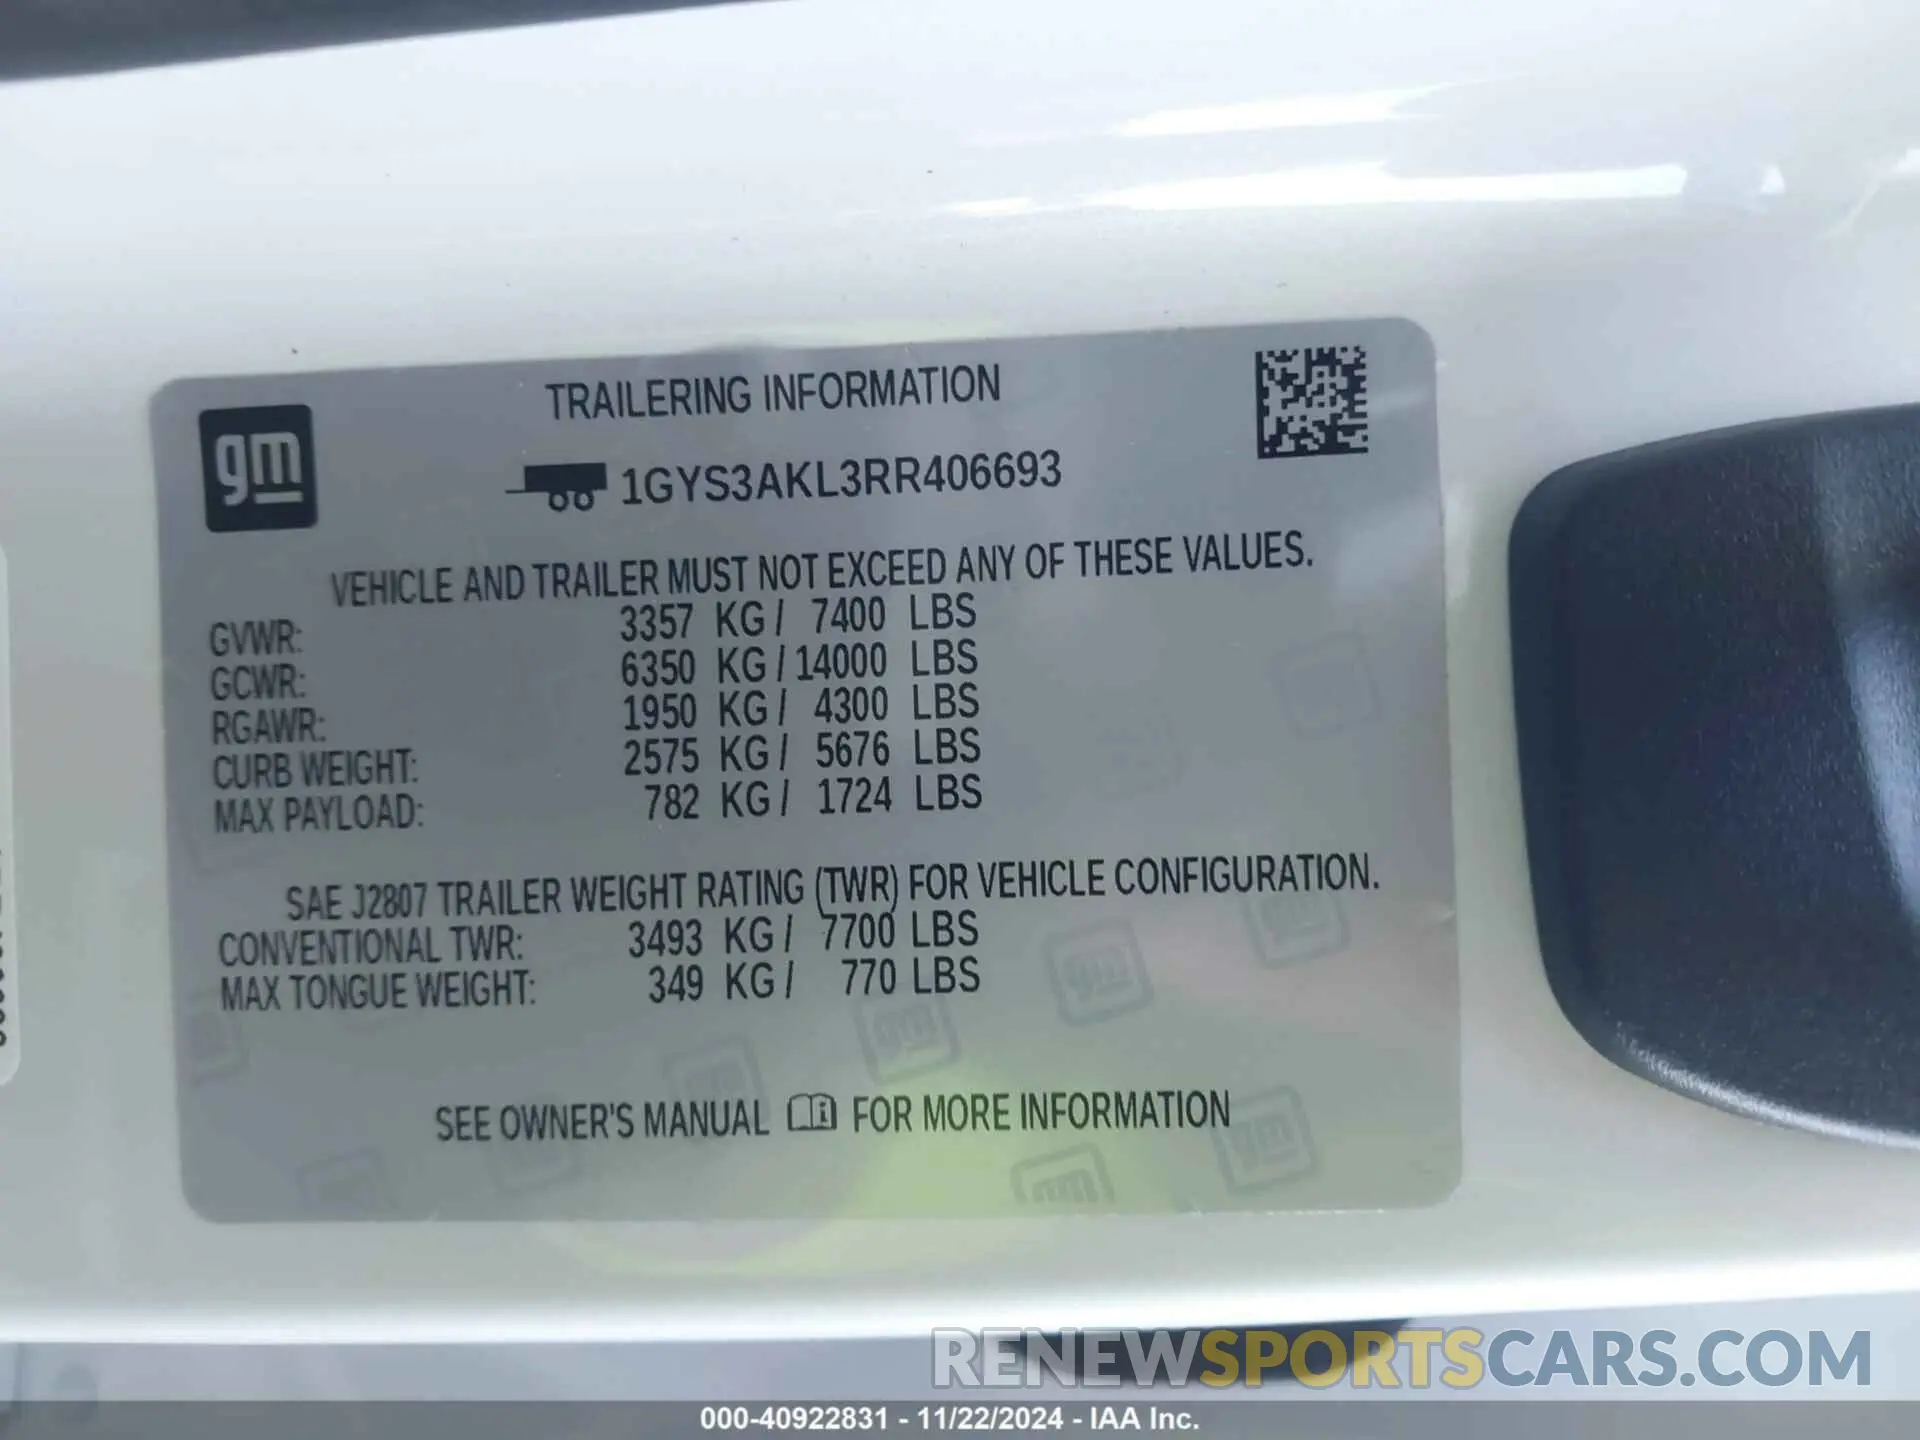 gm
TRAILERING INFORMATION
1GYS3AKL3RR406693
VEHICLE AND TRAILER MUST NOT EXCEED ANY OF THESE VALUES.
GVWR: 3357 KG / 7400 LBS
GCWR: 6350 KG / 14000 LBS
RGAWR: 1950 KG / 4300 LBS
CURB WEIGHT: 2575 KG / 5676 LBS
MAX PAYLOAD: 782 KG / 1724 LBS
SAE J2807 TRAILER WEIGHT RATING (TWR) FOR VEHICLE CONFIGURATION.
CONVENTIONAL TWR: 3493 KG / 7700 LBS
MAX TONGUE WEIGHT: 349 KG / 770 LBS
SEE OWNER'S MANUAL FOR MORE INFORMATION
RENEWSPORTSCARS.COM
000-40922831 - 11/22/2024 - IAA Inc.